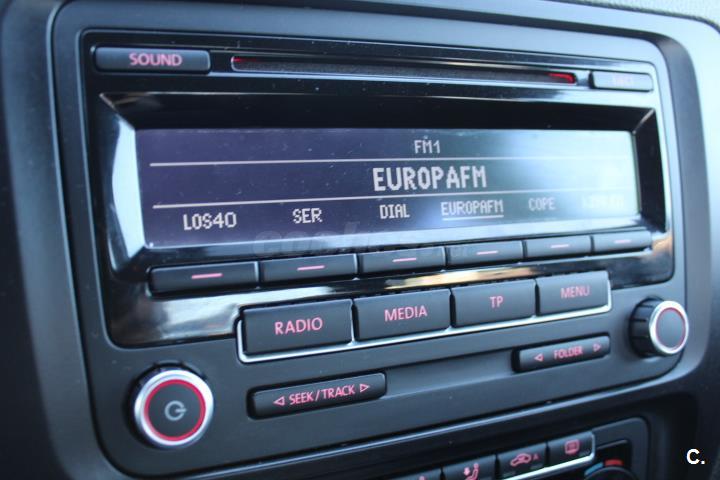 SOUND
FM1
EUROPAFM
LOS40 SER DIAL EUROPAFM COPE
RADIO MEDIA TP MENU
◁ SEEK/TRACK ▷
◁ FOLDER ▷
C.